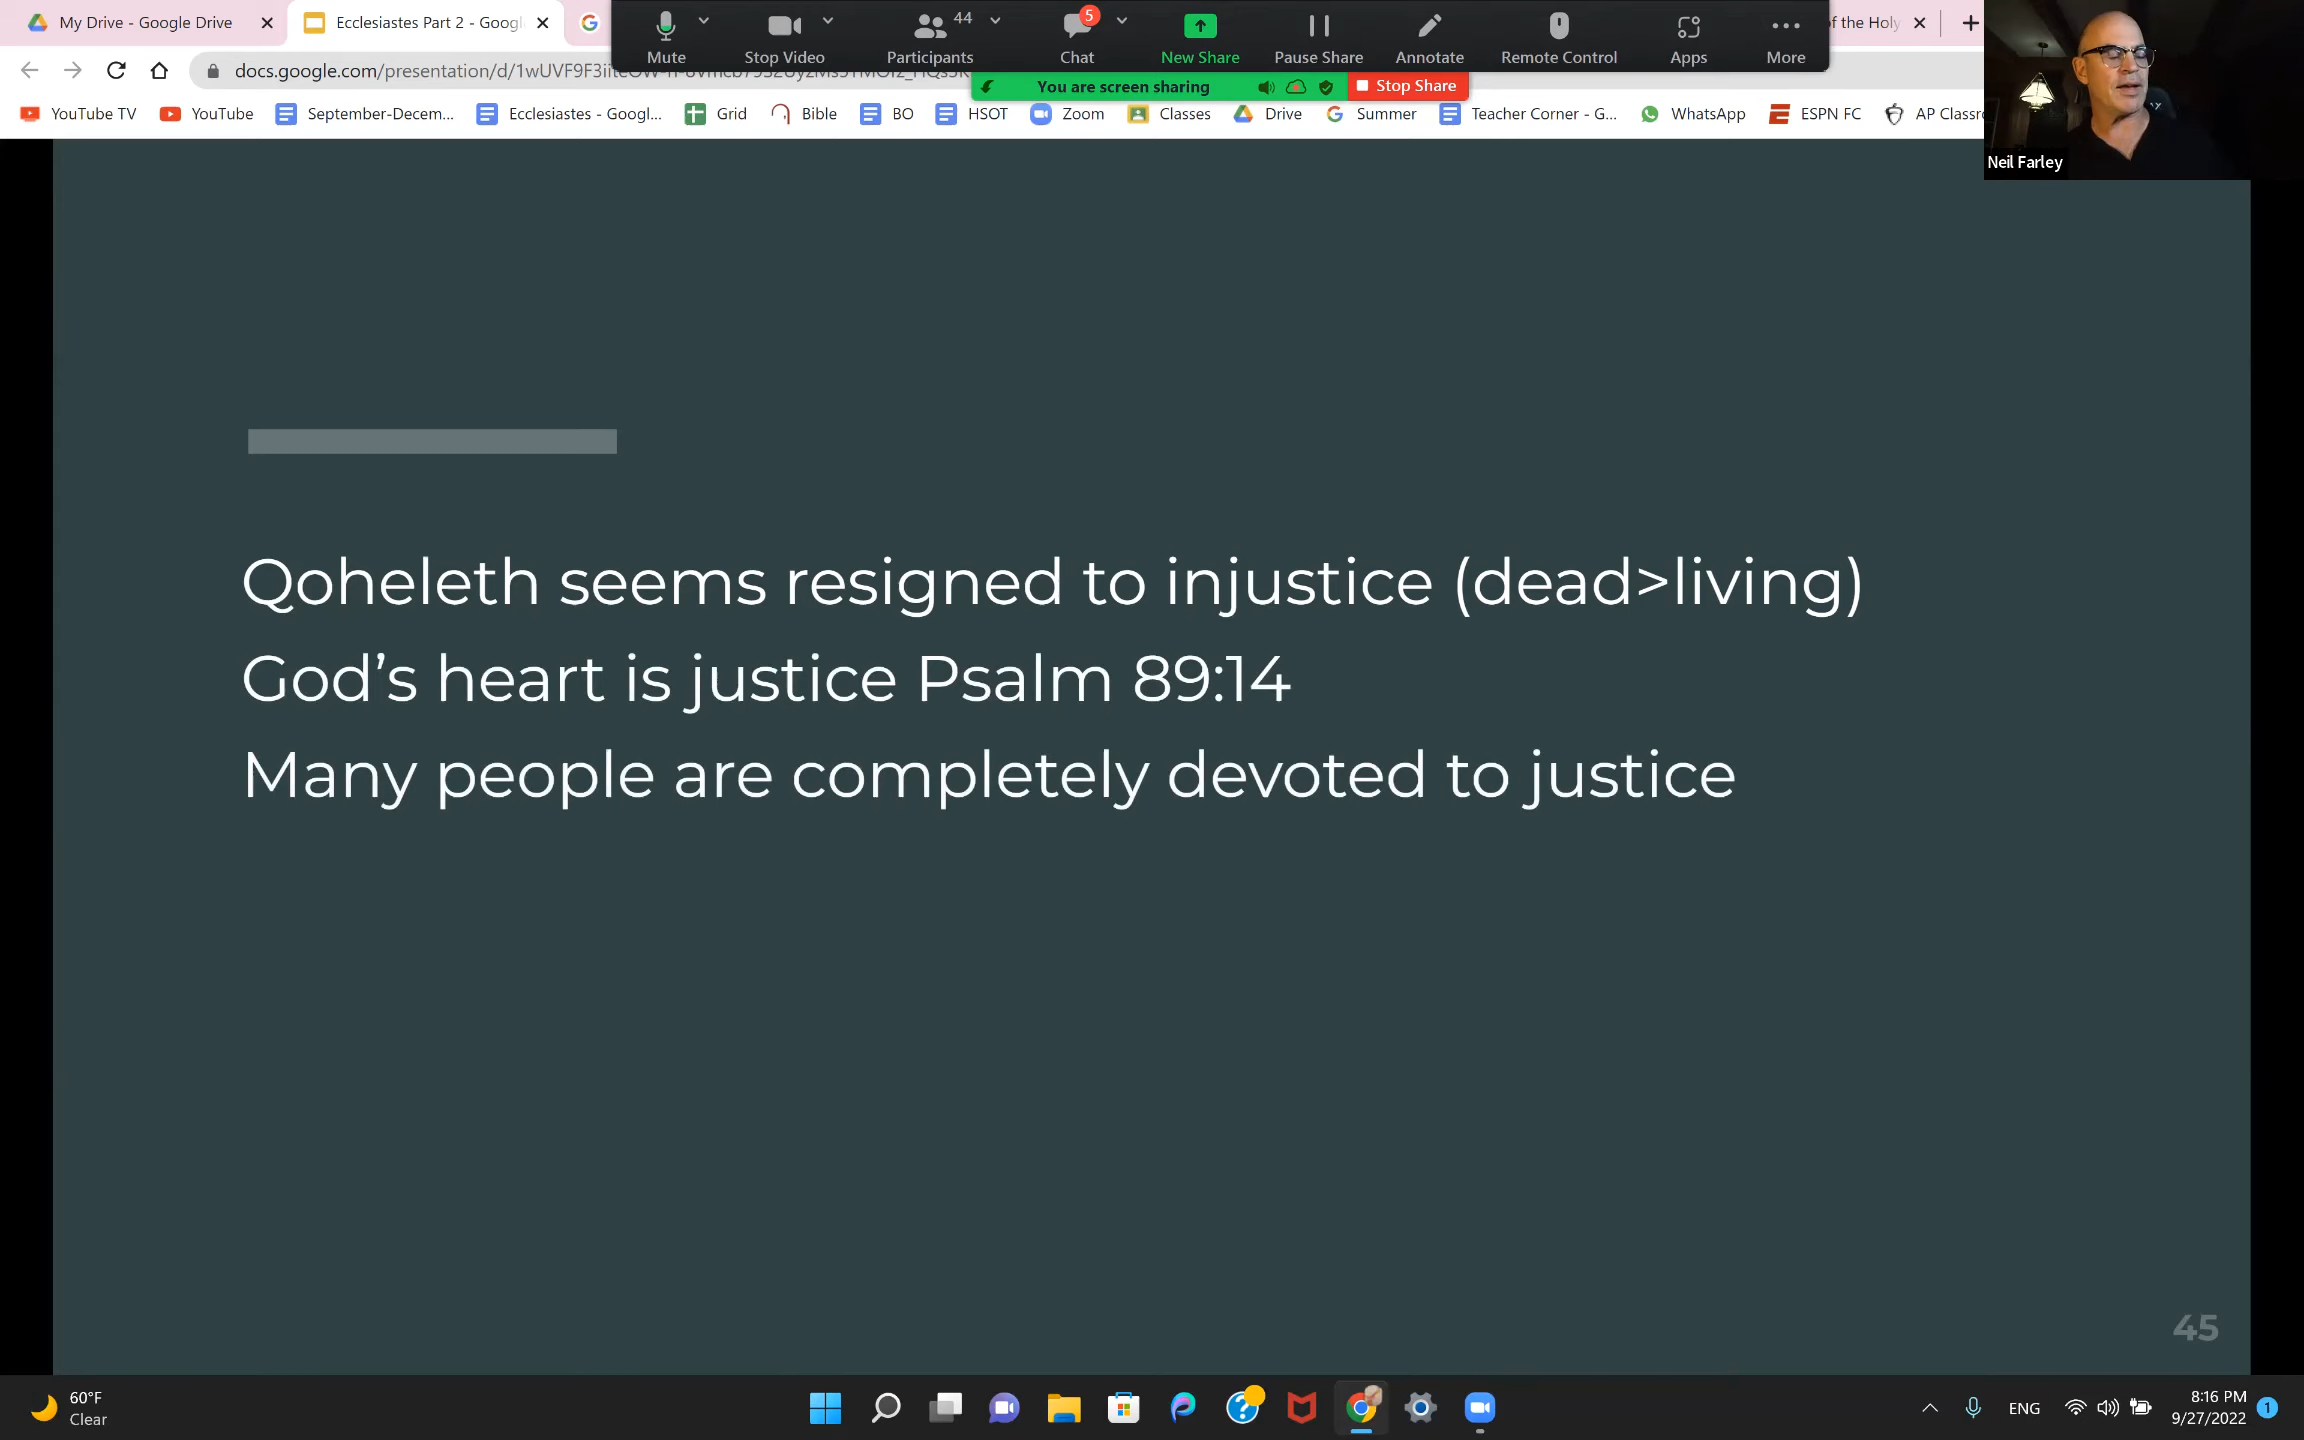 My Drive - Google Drive
Ecclesiastes Part 2 - Googl
of the Holy
Mute
Stop Video
44
Participants
5
Chat
New Share
Pause Share
Annotate
Remote Control
Apps
More
docs.google.com/presentation/d/
You are screen sharing
Stop Share
YouTube TV
YouTube
September-Decem...
Ecclesiastes - Googl...
Grid
Bible
BO
HSOT
Zoom
Classes
Drive
Summer
Teacher Corner - G...
WhatsApp
ESPN FC
AP Classr
Neil Farley
Qoheleth seems resigned to injustice (dead>living)
God’s heart is justice Psalm 89:14
Many people are completely devoted to justice
45
60°F
Clear
ENG
8:16 PM
9/27/2022
1